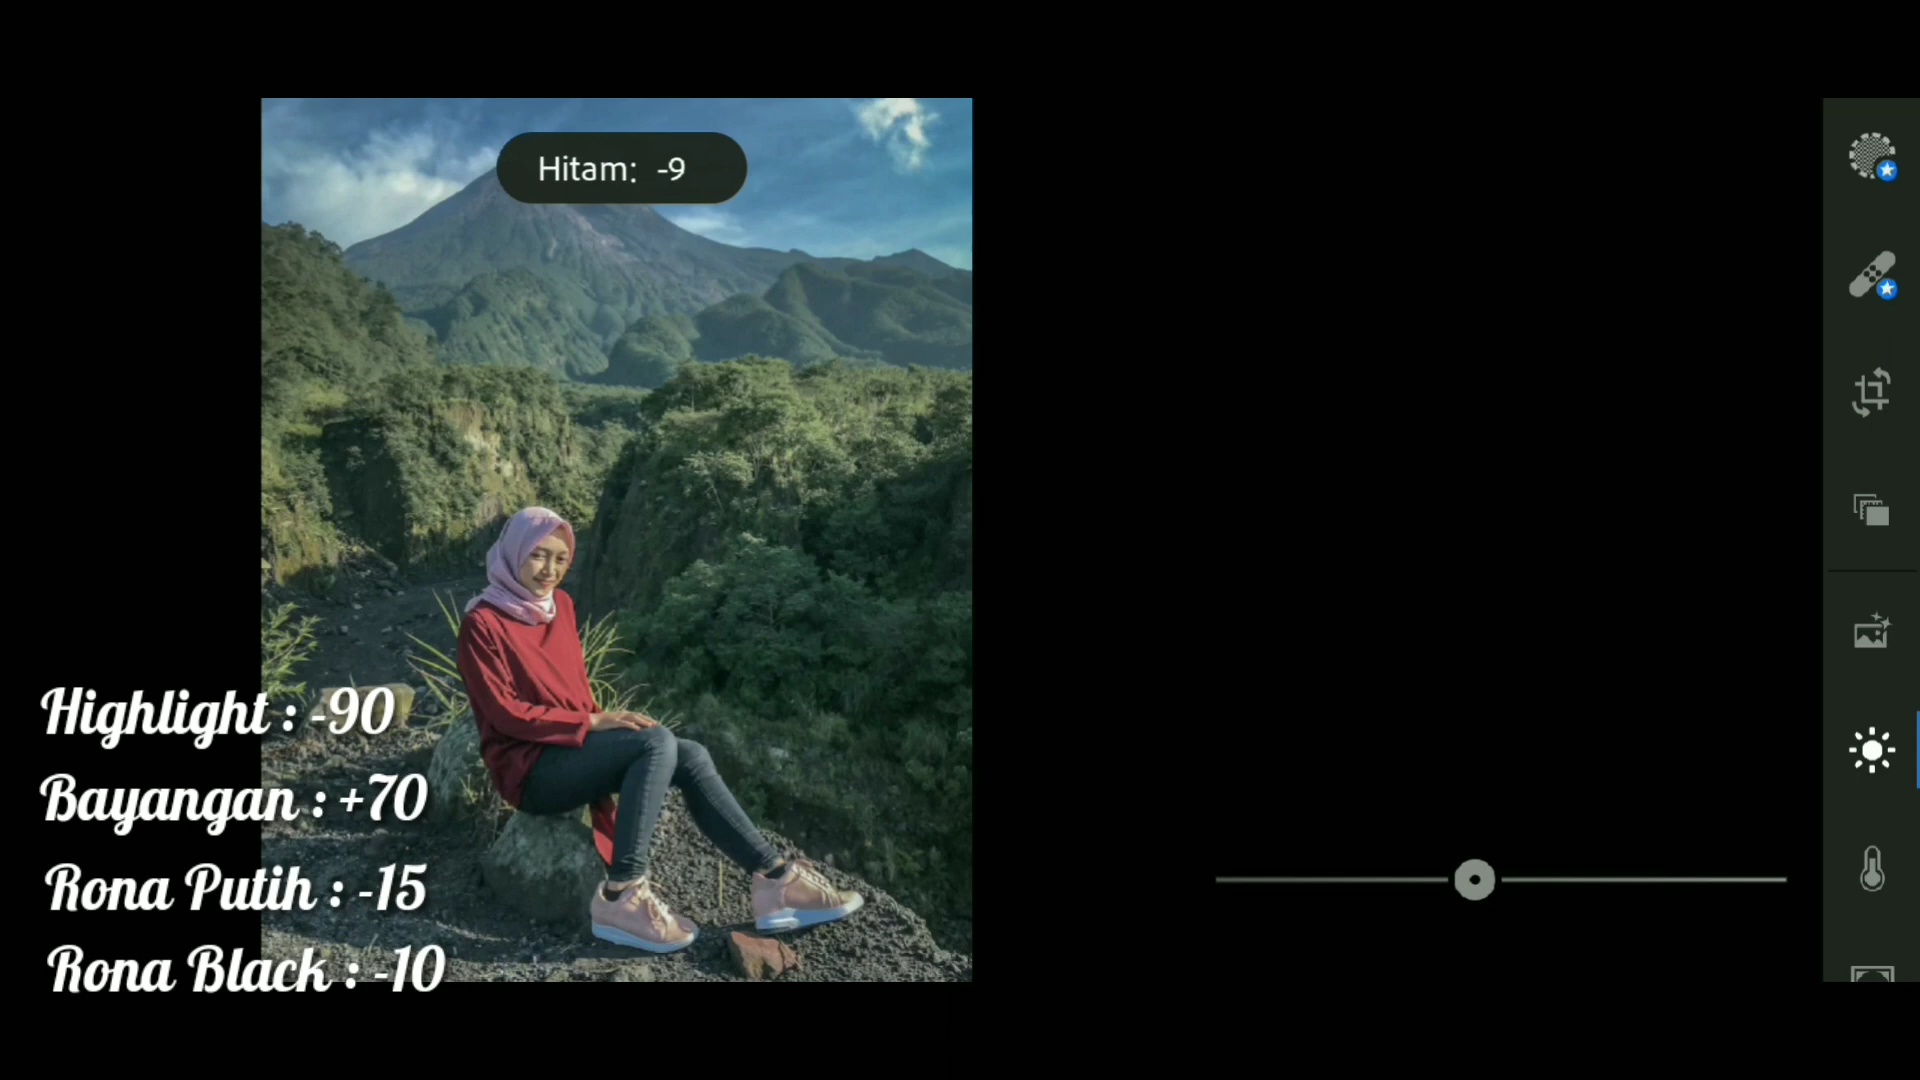 Hitam: -9
Highlight : -90
Bayangan : +70
Rona Putih : -15
Rona Black : -10